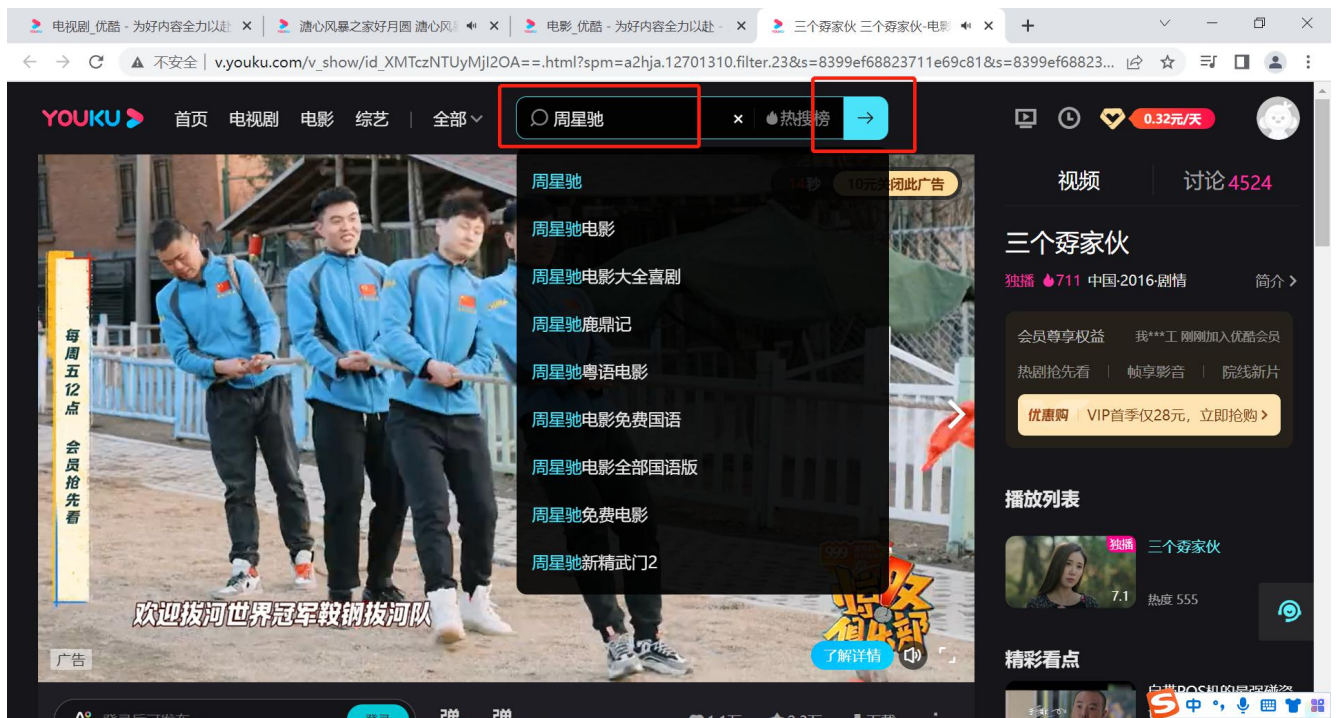 电视剧_优酷 - 为好内容全力以赴
溏心风暴之家好月圆 溏心风
电影_优酷 - 为好内容全力以赴 -
三个孬家伙 三个孬家伙-电影
不安全 | v.youku.com/v_show/id_XMTczNTUyMjI2OA==.html?spm=a2hja.12701310.filter.23&s=8399ef68823711e69c81&s=8399ef68823...
YOUKU 首页 电视剧 电影 综艺 | 全部
周星驰 热搜榜
0.32元/天
周星驰
周星驰电影
周星驰电影大全喜剧
周星驰鹿鼎记
周星驰粤语电影
周星驰电影免费国语
周星驰电影全部国语版
周星驰免费电影
周星驰新精武门2
14秒 10元关闭此广告
每周五12点 会员抢先看
欢迎拔河世界冠军鞍钢拔河队
999
广告
了解详情
视频 讨论 4524
三个孬家伙
独播 711 中国·2016·剧情 简介
会员尊享权益 我***工 刚刚加入优酷会员
热剧抢先看 | 帧享影音 | 院线新片
优惠购 VIP首季仅28元，立即抢购
播放列表
独播
三个孬家伙
7.1
热度 555
精彩看点
中